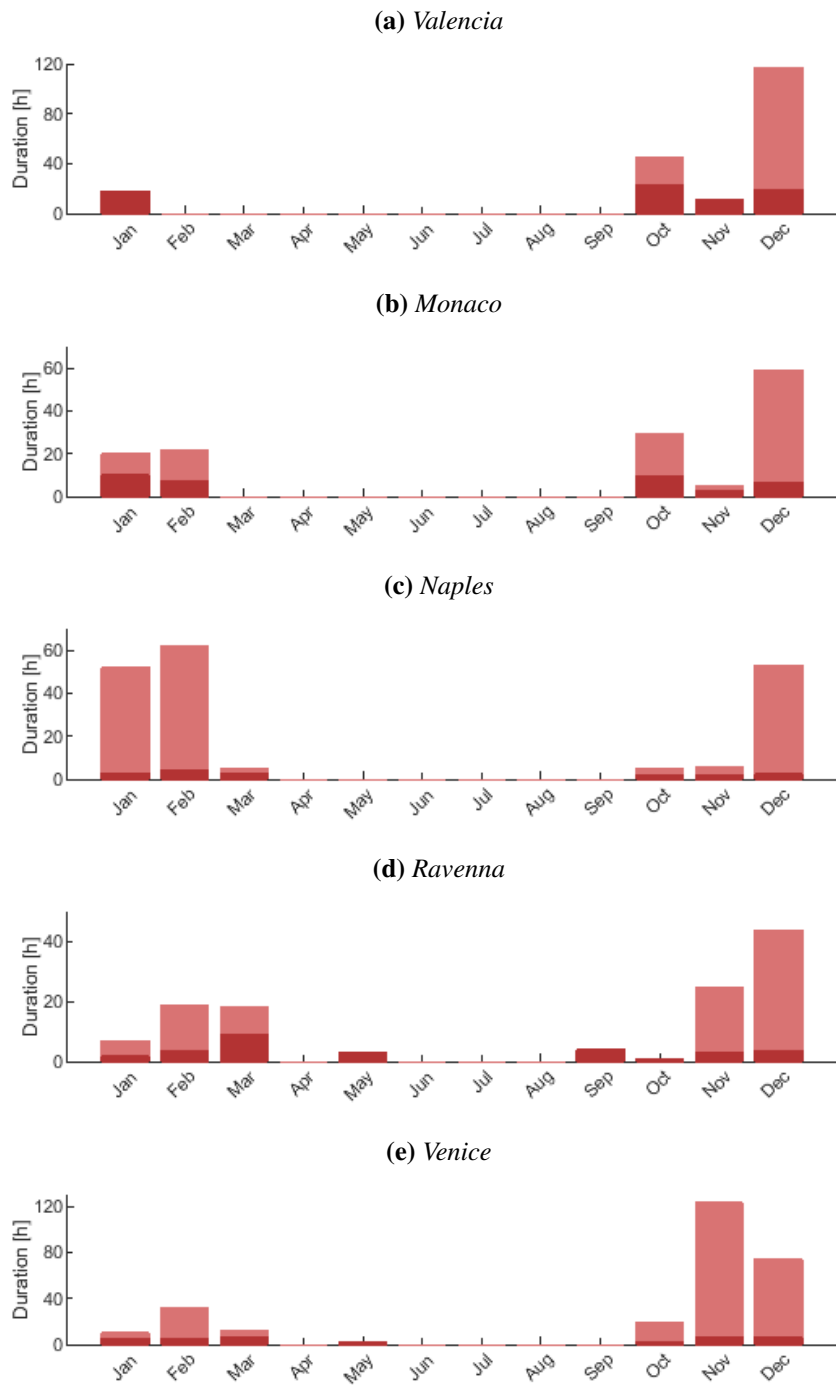 (a) Valencia
Duration [h]
120
80
40
0
Jan Feb Mar Apr May Jun Jul Aug Sep Oct Nov Dec
(b) Monaco
Duration [h]
60
40
20
0
Jan Feb Mar Apr May Jun Jul Aug Sep Oct Nov Dec
(c) Naples
Duration [h]
60
40
20
0
Jan Feb Mar Apr May Jun Jul Aug Sep Oct Nov Dec
(d) Ravenna
Duration [h]
40
20
0
Jan Feb Mar Apr May Jun Jul Aug Sep Oct Nov Dec
(e) Venice
Duration [h]
120
80
40
0
Jan Feb Mar Apr May Jun Jul Aug Sep Oct Nov Dec